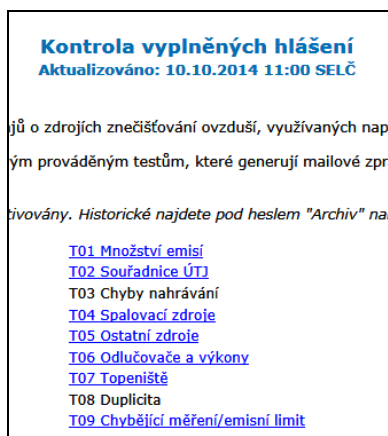 Kontrola vyplněných hlášení
Aktualizováno: 10.10.2014 11:00 SELČ
jů o zdrojích znečišťování ovzduší, využívaných nap
ým prováděným testům, které generují mailové zpr
tivovány. Historické najdete pod heslem "Archiv" na
T01 Množství emisí
T02 Souřadnice ÚTJ
T03 Chyby nahrávání
T04 Spalovací zdroje
T05 Ostatní zdroje
T06 Odlučovače a výkony
T07 Topeniště
T08 Duplicita
T09 Chybějící měření/emisní limit